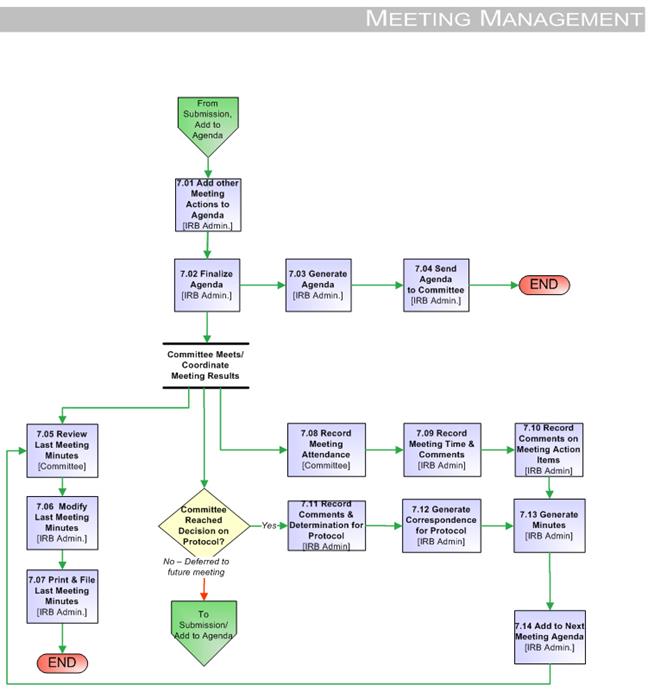 MEETING MANAGEMENT
From
Submission,
Add to
Agenda
7.01 Add other
Meeting
Actions to
Agenda
[IRB Admin.]
7.02 Finalize
Agenda
[IRB Admin.]
7.03 Generate
Agenda
[IRB Admin.]
7.04 Send
Agenda
to Committee
[IRB Admin.]
END
Committee Meets/
Coordinate
Meeting Results
7.05 Review
Last Meeting
Minutes
[Committee]
7.06 Modify
Last Meeting
Minutes
[IRB Admin.]
7.07 Print & File
Last Meeting
Minutes
[IRB Admin.]
END
Committee
Reached
Decision on
Protocol?
Yes
No – Deferred to
future meeting
To
Submission/
Add to Agenda
7.08 Record
Meeting
Attendance
[Committee]
7.09 Record
Meeting Time &
Comments
[IRB Admin]
7.10 Record
Comments on
Meeting Action
Items
[IRB Admin]
7.11 Record
Comments &
Determination for
Protocol
[IRB Admin]
7.12 Generate
Correspondence
for Protocol
[IRB Admin]
7.13 Generate
Minutes
[IRB Admin]
7.14 Add to Next
Meeting Agenda
[IRB Admin.]